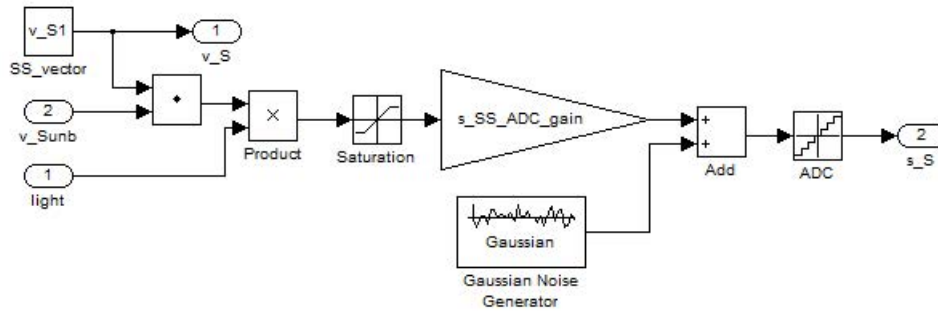 v_S1
SS_vector
1
v_S
2
v_Sunb
1
light
×
Product
Saturation
s_SS_ADC_gain
Gaussian
Gaussian Noise
Generator
+
+
Add
ADC
2
s_S